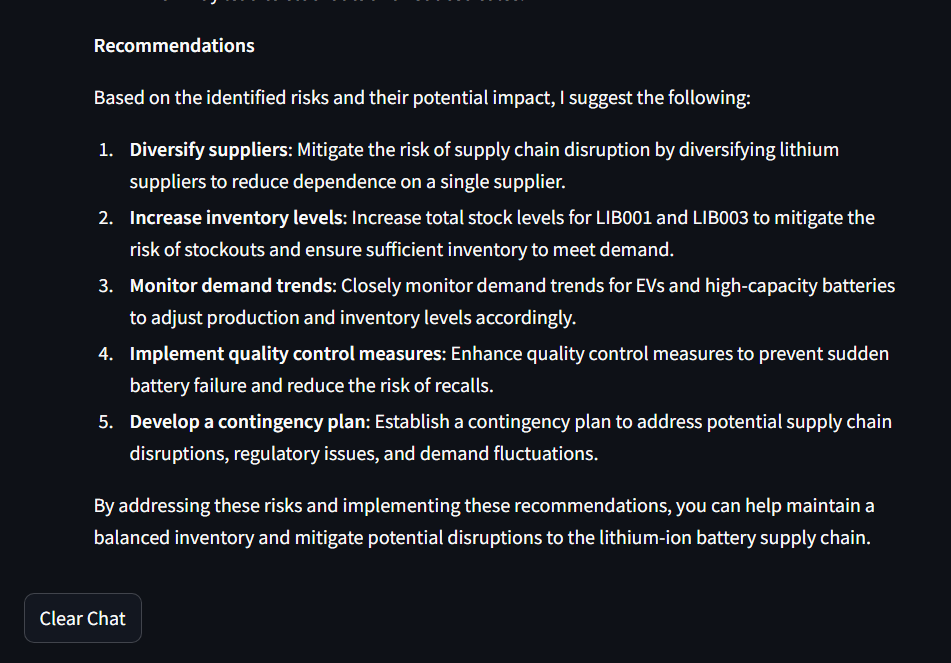 Recommendations
Based on the identified risks and their potential impact, I suggest the following:
1. Diversify suppliers: Mitigate the risk of supply chain disruption by diversifying lithium
suppliers to reduce dependence on a single supplier.
2. Increase inventory levels: Increase total stock levels for LIB001 and LIB003 to mitigate the
risk of stockouts and ensure sufficient inventory to meet demand.
3. Monitor demand trends: Closely monitor demand trends for EVs and high-capacity batteries
to adjust production and inventory levels accordingly.
4. Implement quality control measures: Enhance quality control measures to prevent sudden
battery failure and reduce the risk of recalls.
5. Develop a contingency plan: Establish a contingency plan to address potential supply chain
disruptions, regulatory issues, and demand fluctuations.
By addressing these risks and implementing these recommendations, you can help maintain a
balanced inventory and mitigate potential disruptions to the lithium-ion battery supply chain.
Clear Chat